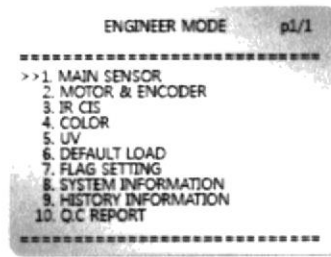 ENGINEER MODE p1/1
==============================
>>1. MAIN SENSOR
2. MOTOR & ENCODER
3. IR CIS
4. COLOR
5. UV
6. DEFAULT LOAD
7. FLAG SETTING
8. SYSTEM INFORMATION
9. HISTORY INFORMATION
10. Q.C REPORT
==============================